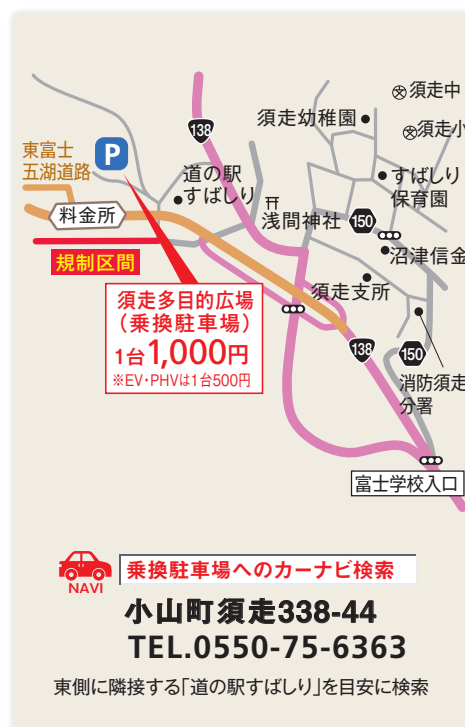 須走中
須走幼稚園
須走小
138
東富士
五湖道路
P
道の駅
すばしり
すばしり
保育園
料金所
浅間神社
150
規制区間
沼津信金
須走支所
須走多目的広場
(乗換駐車場)
1台1,000円
※EV・PHVは1台500円
138
150
消防須走
分署
富士学校入口
NAVI
乗換駐車場へのカーナビ検索
小山町須走338-44
TEL.0550-75-6363
東側に隣接する「道の駅すばしり」を目安に検索